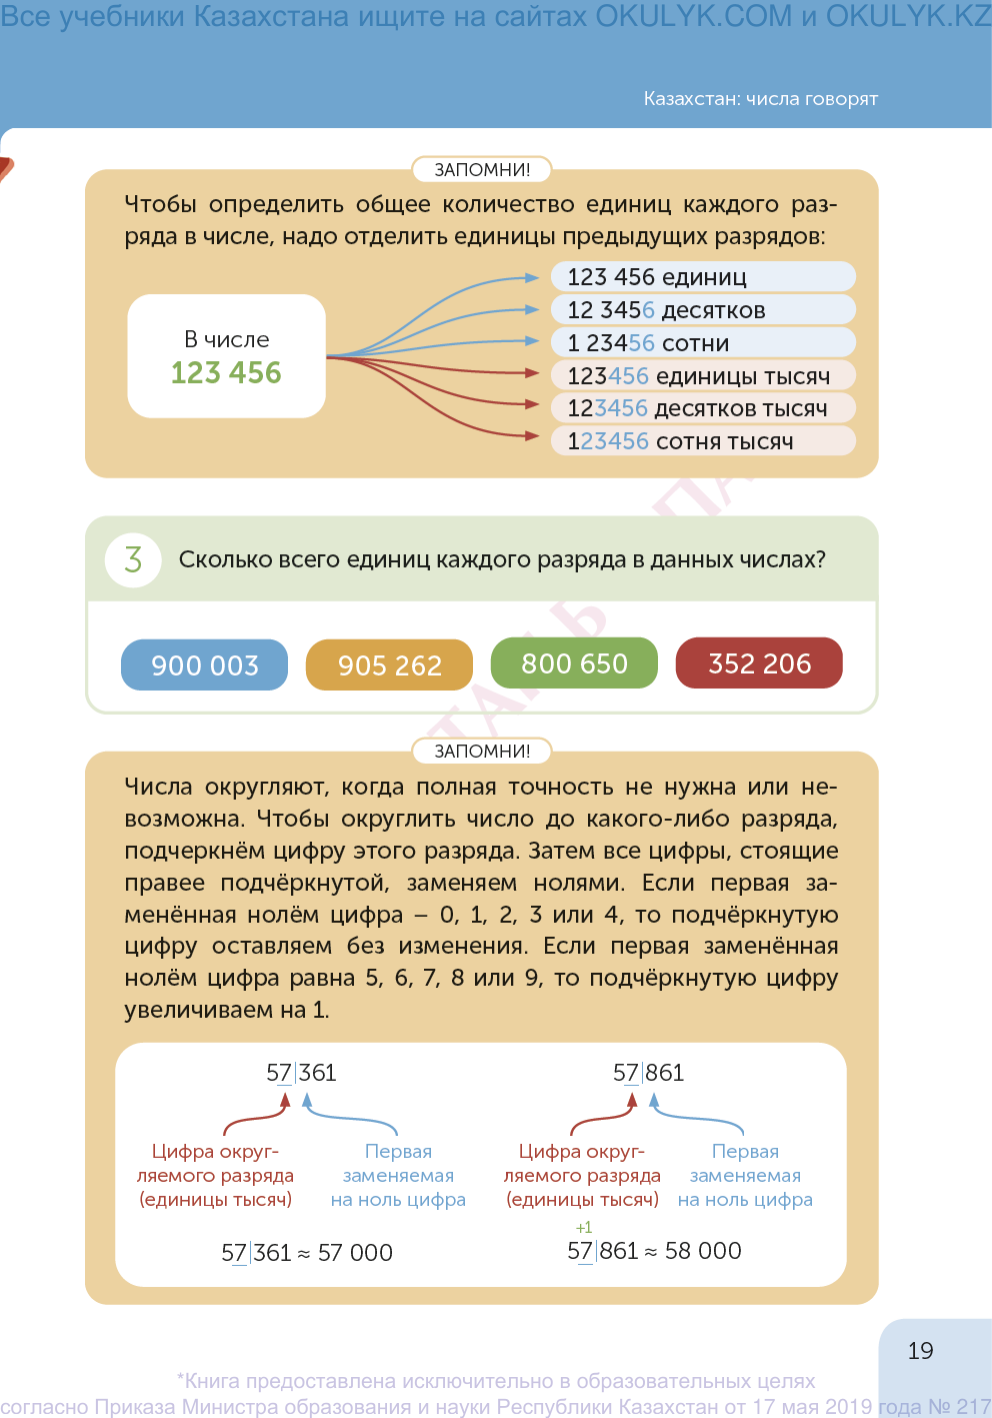 Все учебники Казахстана ищите на сайтах OKULYK.COM и OKULYK.KZ
Казахстан: числа говорят
ЗАПОМНИ!
Чтобы определить общее количество единиц каждого раз-
ряда в числе, надо отделить единицы предыдущих разрядов:
В числе
123 456
123 456 единиц
12 3456 десятков
1 23456 сотни
123456 единицы тысяч
123456 десятков тысяч
123456 сотня тысяч
3
Сколько всего единиц каждого разряда в данных числах?
900 003
905 262
800 650
352 206
ЗАПОМНИ!
Числа округляют, когда полная точность не нужна или не-
возможна. Чтобы округлить число до какого-либо разряда,
подчеркнём цифру этого разряда. Затем все цифры, стоящие
правее подчёркнутой, заменяем нолями. Если первая за-
менённая нолём цифра – 0, 1, 2, 3 или 4, то подчёркнутую
цифру оставляем без изменения. Если первая заменённая
нолём цифра равна 5, 6, 7, 8 или 9, то подчёркнутую цифру
увеличиваем на 1.
57|361
Цифра округ-
ляемого разряда
(единицы тысяч)
Первая
заменяемая
на ноль цифра
57|361 ≈ 57 000
57|861
Цифра округ-
ляемого разряда
(единицы тысяч)
Первая
заменяемая
на ноль цифра
+1
57|861 ≈ 58 000
19
*Книга предоставлена исключительно в образовательных целях
согласно Приказа Министра образования и науки Республики Казахстан от 17 мая 2019 года № 217